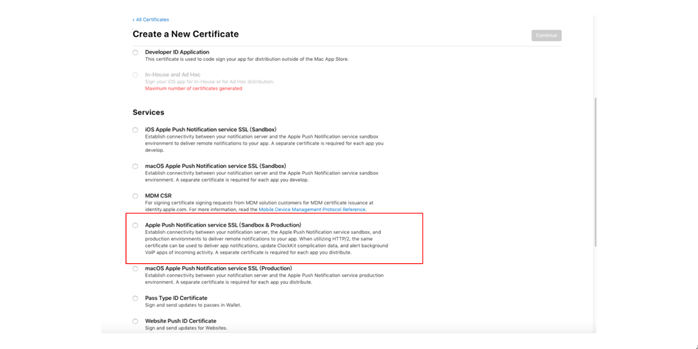 ‹ All Certificates
Create a New Certificate
Continue
Developer ID Application
This certificate is used to code sign your app for distribution outside of the Mac App Store.
In-House and Ad Hoc
Sign your iOS app for In-House or for Ad Hoc distribution.
Maximum number of certificates generated
Services
iOS Apple Push Notification service SSL (Sandbox)
Establish connectivity between your notification server and the Apple Push Notification service sandbox
environment to deliver remote notifications to your app. A separate certificate is required for each app you
develop.
macOS Apple Push Notification service SSL (Sandbox)
Establish connectivity between your notification server and the Apple Push Notification service sandbox
environment. A separate certificate is required for each app you develop.
MDM CSR
For signing certificate signing requests from MDM solution customers for MDM certificate issuance at
identity.apple.com. For more information, read the Mobile Device Management Protocol Reference.
Apple Push Notification service SSL (Sandbox & Production)
Establish connectivity between your notification server, the Apple Push Notification service sandbox, and
production environments to deliver remote notifications to your app. When utilizing HTTP/2, the same
certificate can be used to deliver app notifications, update ClockKit complication data, and alert background
VoIP apps of incoming activity. A separate certificate is required for each app you distribute.
macOS Apple Push Notification service SSL (Production)
Establish connectivity between your notification server and the Apple Push Notification service production
environment. A separate certificate is required for each app you distribute.
Pass Type ID Certificate
Sign and send updates to passes in Wallet.
Website Push ID Certificate
Sign and send updates for Websites.